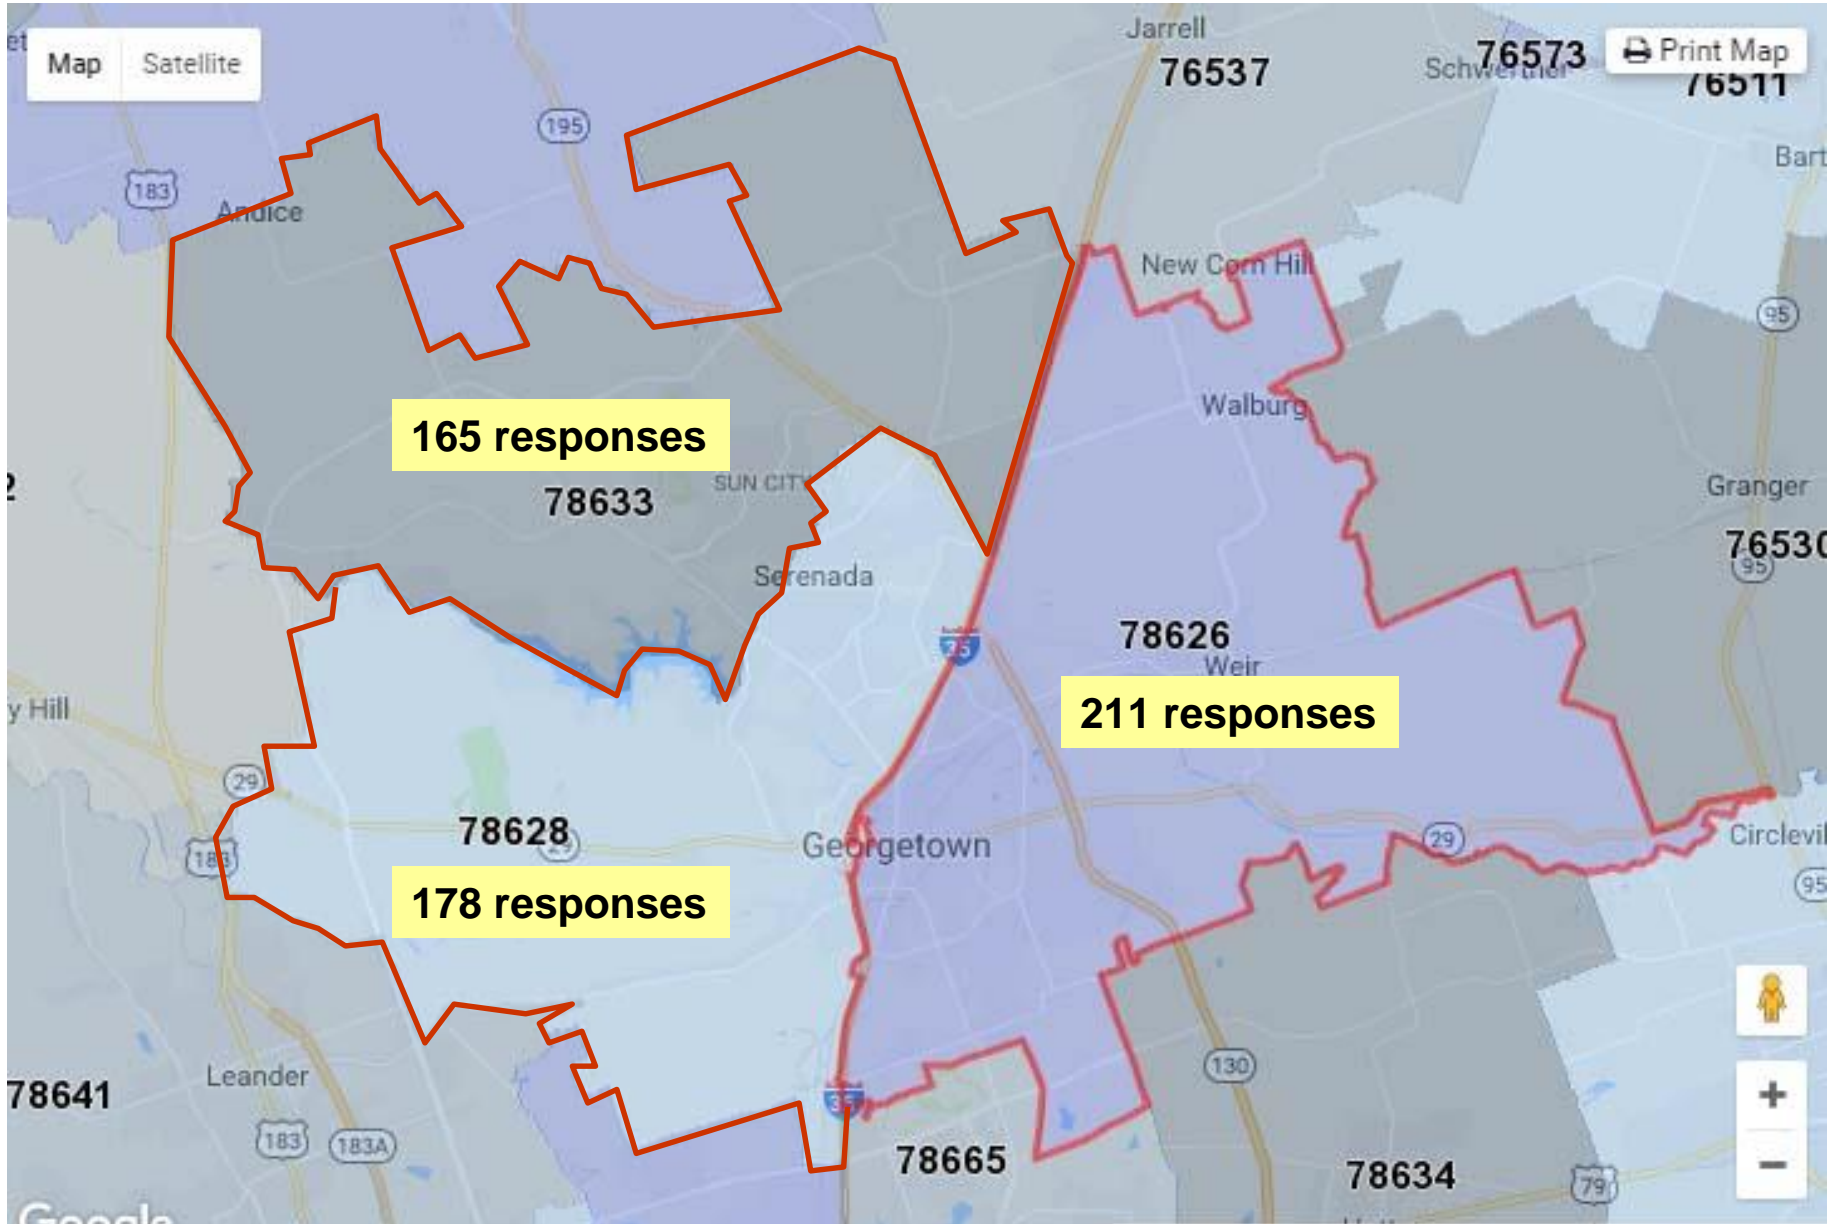 Map
Satellite
Print Map
Jarrell
76537
Schwertner
76573
76511
195
183
Andice
Bart
New Corn Hill
95
Walburg
165 responses
SUN CITY
78633
Granger
76530
95
Serenada
35
78626
Weir
211 responses
y Hill
29
78628
29
183
Georgetown
29
Circlevil
95
178 responses
Leander
78641
130
35
183
183A
78665
78634
79
Google